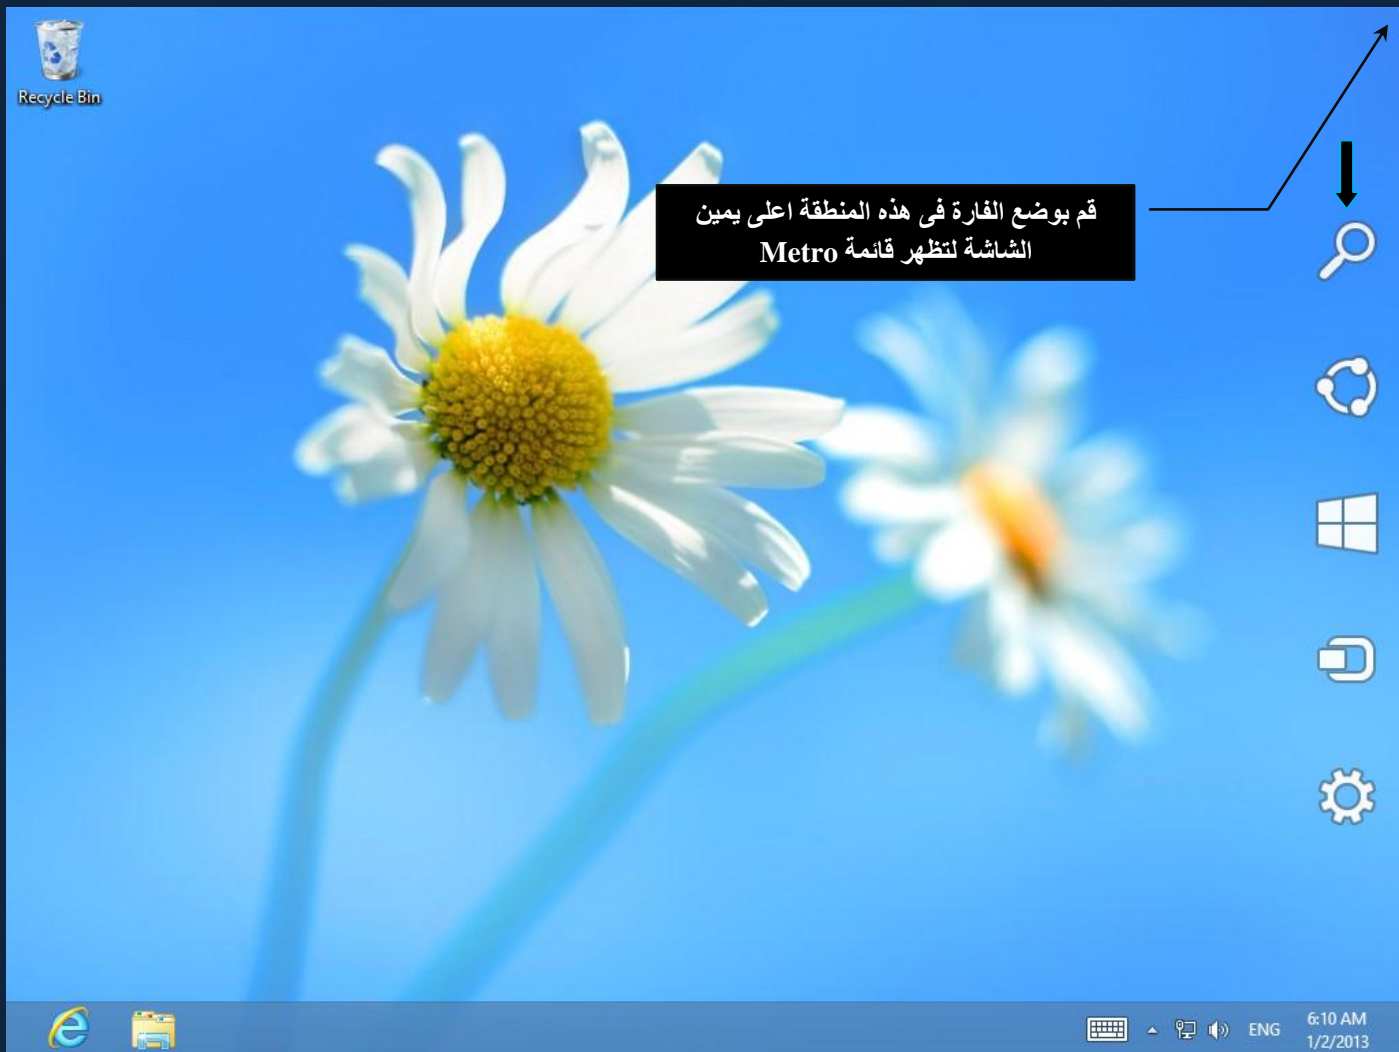 Recycle Bin
قم بوضع الفارة فى هذه المنطقة اعلى يمين
الشاشة لتظهر قائمة Metro
ENG
6:10 AM
1/2/2013